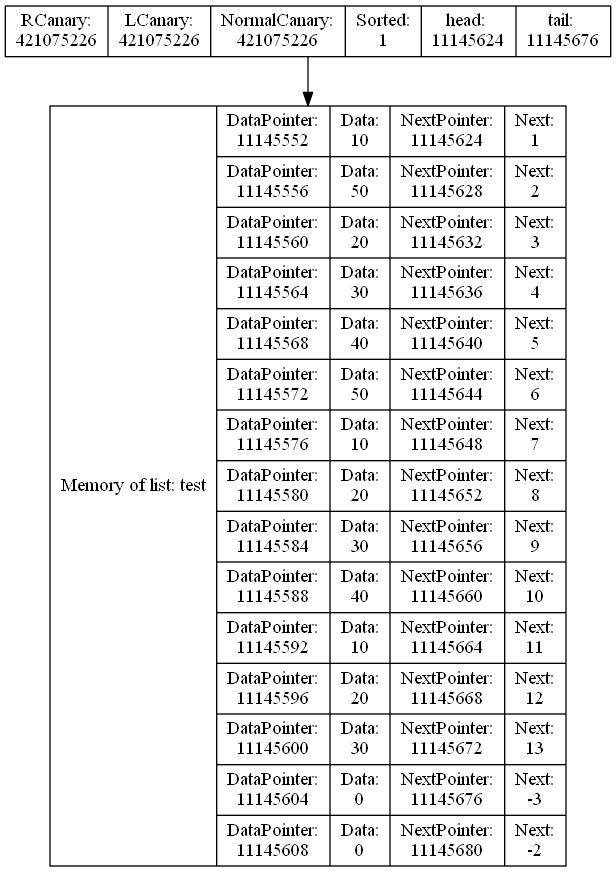 RCanary: LCanary: NormalCanary: Sorted: head: tail:
421075226 421075226 421075226 1 11145624 11145676
DataPointer: Data: NextPointer: Next:
11145552 10 11145624 1
DataPointer: Data: NextPointer: Next:
11145556 50 11145628 2
DataPointer: Data: NextPointer: Next:
11145560 20 11145632 3
DataPointer: Data: NextPointer: Next:
11145564 30 11145636 4
DataPointer: Data: NextPointer: Next:
11145568 40 11145640 5
DataPointer: Data: NextPointer: Next:
11145572 50 11145644 6
DataPointer: Data: NextPointer: Next:
11145576 10 11145648 7
Memory of list: test
DataPointer: Data: NextPointer: Next:
11145580 20 11145652 8
DataPointer: Data: NextPointer: Next:
11145584 30 11145656 9
DataPointer: Data: NextPointer: Next:
11145588 40 11145660 10
DataPointer: Data: NextPointer: Next:
11145592 10 11145664 11
DataPointer: Data: NextPointer: Next:
11145596 20 11145668 12
DataPointer: Data: NextPointer: Next:
11145600 30 11145672 13
DataPointer: Data: NextPointer: Next:
11145604 0 11145676 -3
DataPointer: Data: NextPointer: Next:
11145608 0 11145680 -2